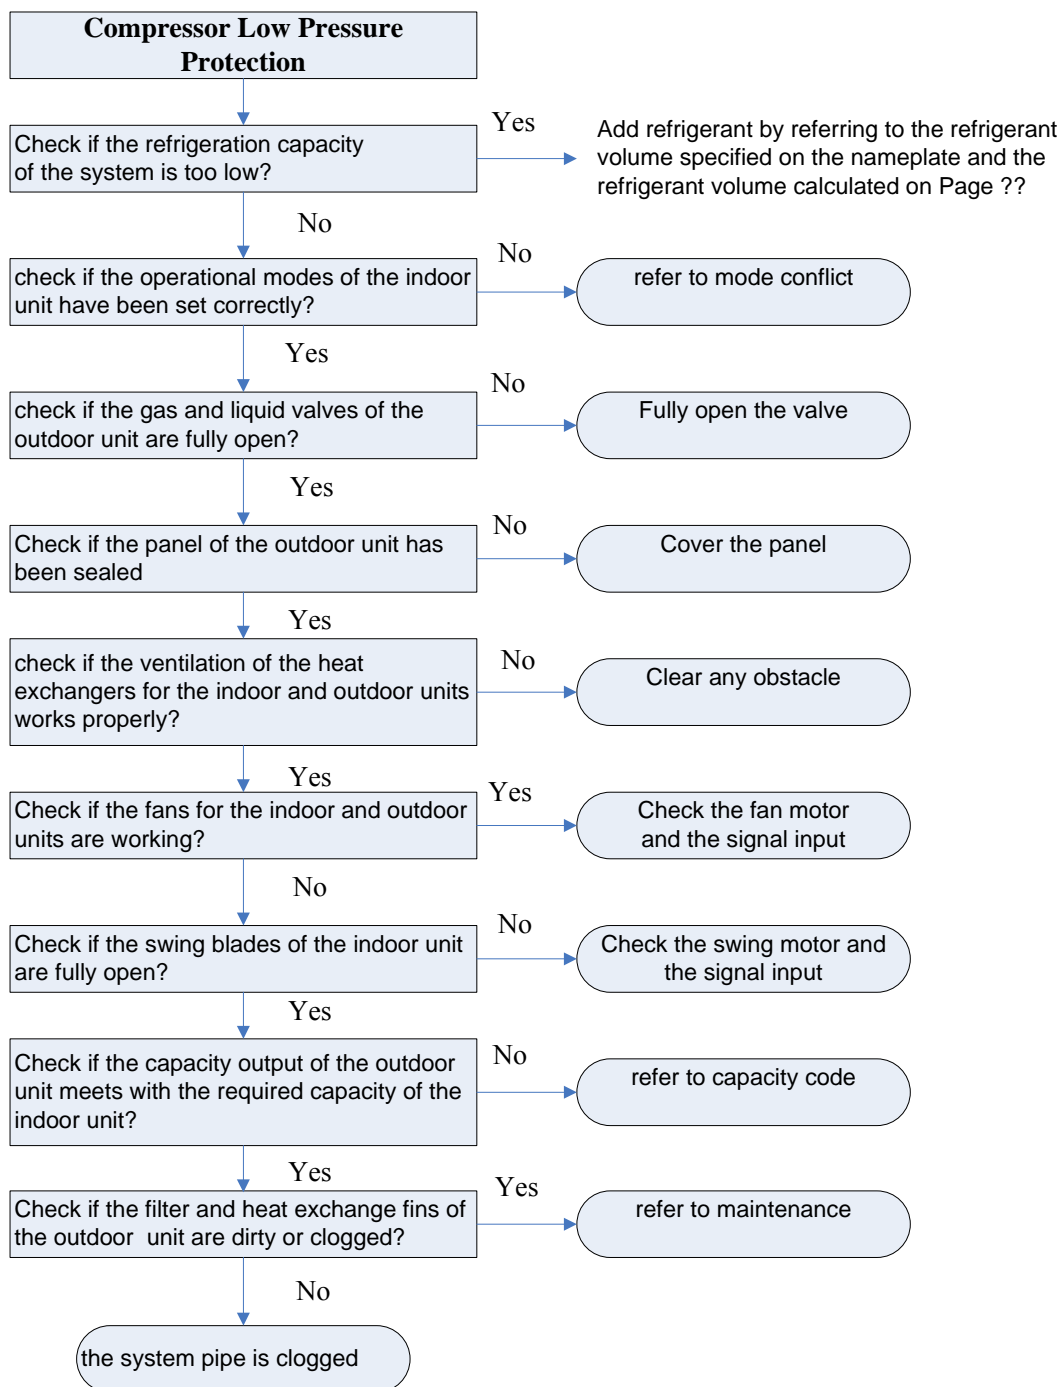 Compressor Low Pressure
Protection
Check if the refrigeration capacity
of the system is too low?
Yes
Add refrigerant by referring to the refrigerant
volume specified on the nameplate and the
refrigerant volume calculated on Page ??
No
check if the operational modes of the indoor
unit have been set correctly?
No
refer to mode conflict
Yes
check if the gas and liquid valves of the
outdoor unit are fully open?
No
Fully open the valve
Yes
Check if the panel of the outdoor unit has
been sealed
No
Cover the panel
Yes
check if the ventilation of the heat
exchangers for the indoor and outdoor units
works properly?
No
Clear any obstacle
Yes
Check if the fans for the indoor and outdoor
units are working?
Yes
Check the fan motor
and the signal input
No
Check if the swing blades of the indoor unit
are fully open?
No
Check the swing motor and
the signal input
Yes
Check if the capacity output of the outdoor
unit meets with the required capacity of the
indoor unit?
No
refer to capacity code
Yes
Check if the filter and heat exchange fins of
the outdoor unit are dirty or clogged?
Yes
refer to maintenance
No
the system pipe is clogged